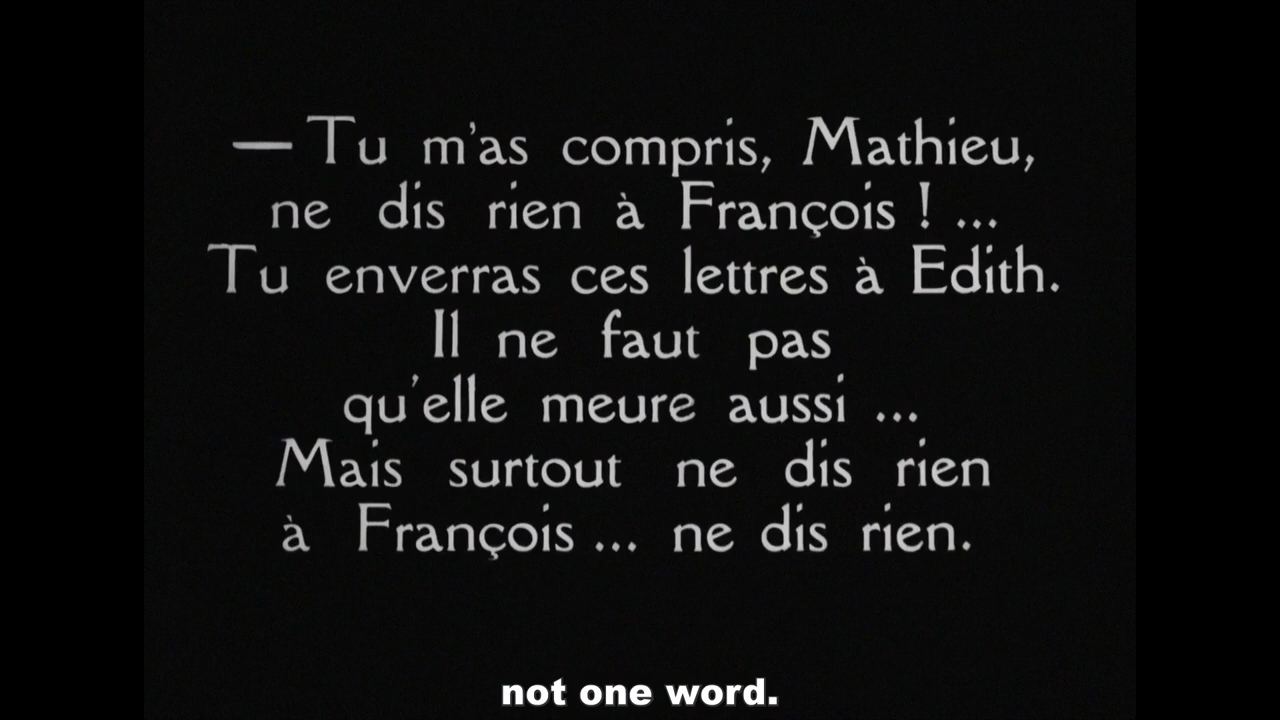 — Tu m'as compris, Mathieu,
ne dis rien à François ! ...
Tu enverras ces lettres à Edith.
Il ne faut pas
qu'elle meure aussi ...
Mais surtout ne dis rien
à François ... ne dis rien.
not one word.